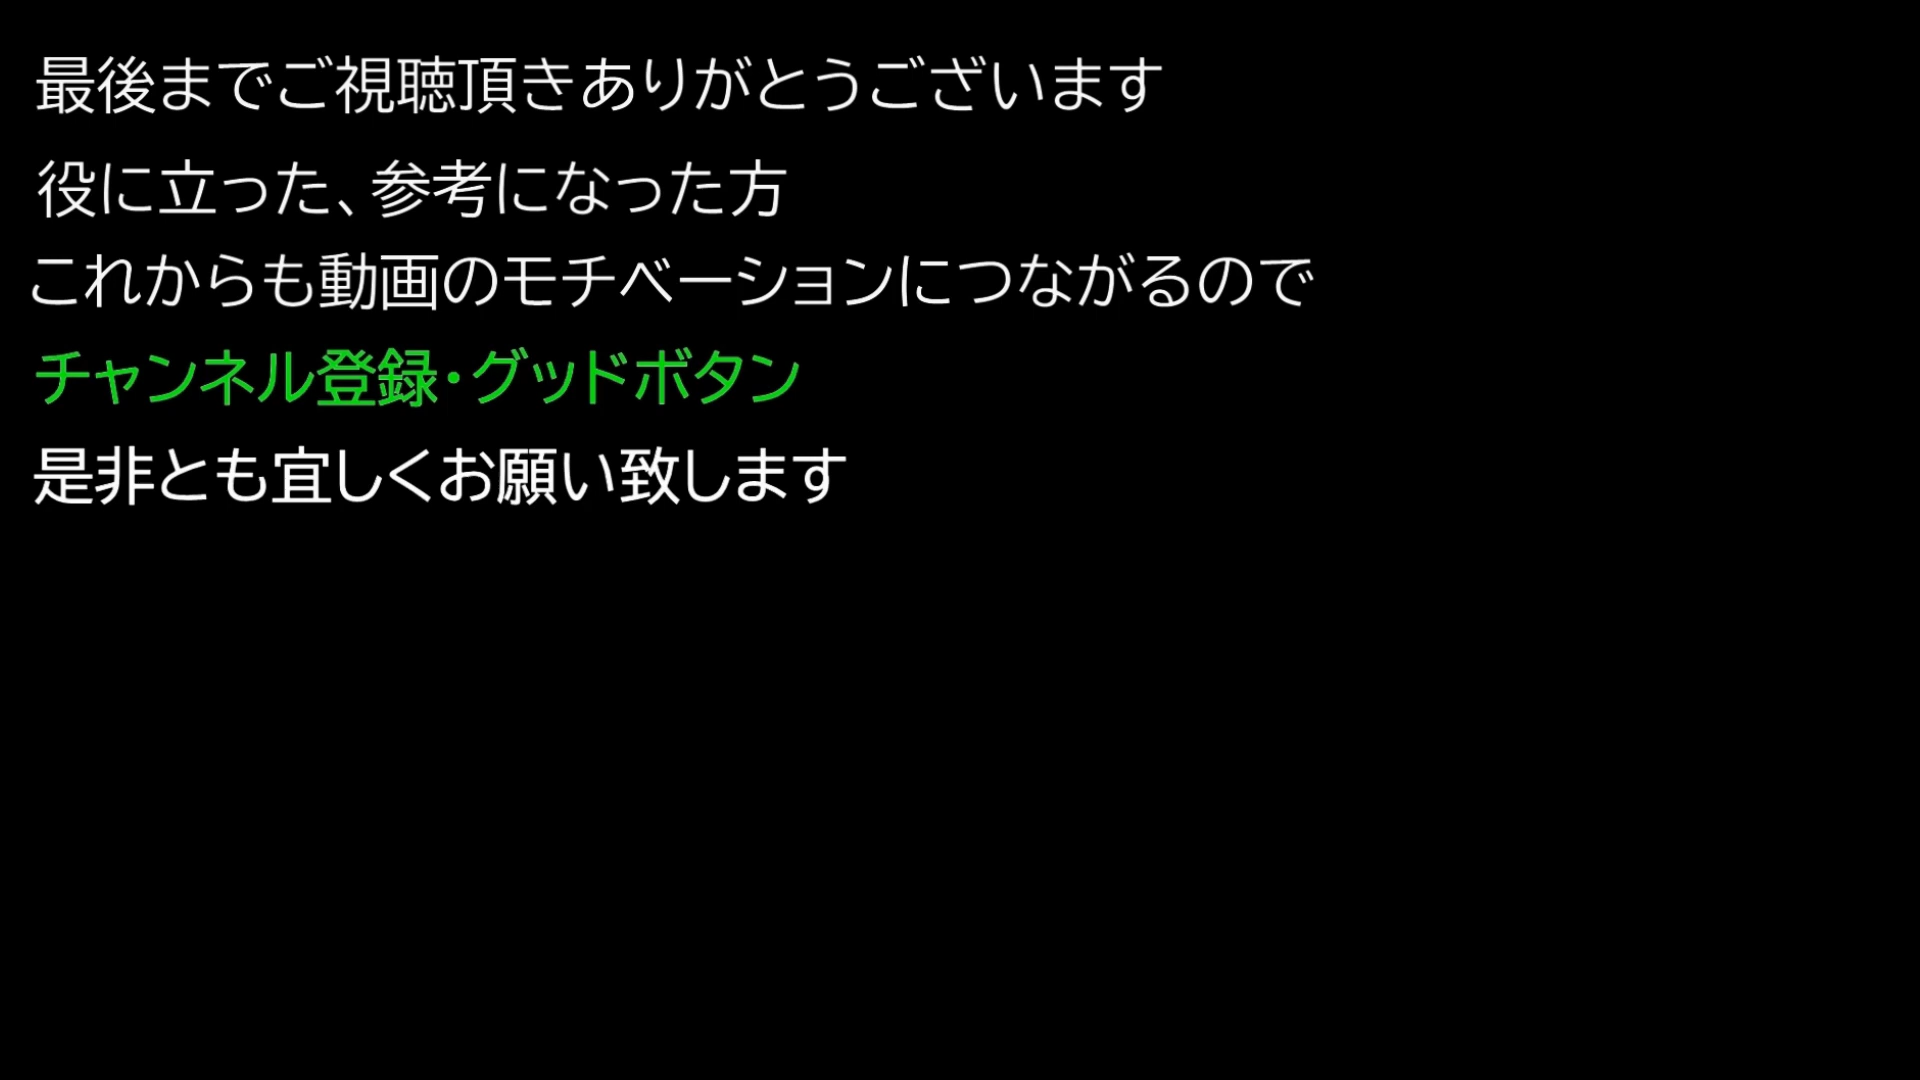 最後までご視聴頂きありがとうございます
役に立った、参考になった方
これからも動画のモチベーションにつながるので
チャンネル登録・グッドボタン
是非とも宜しくお願い致します